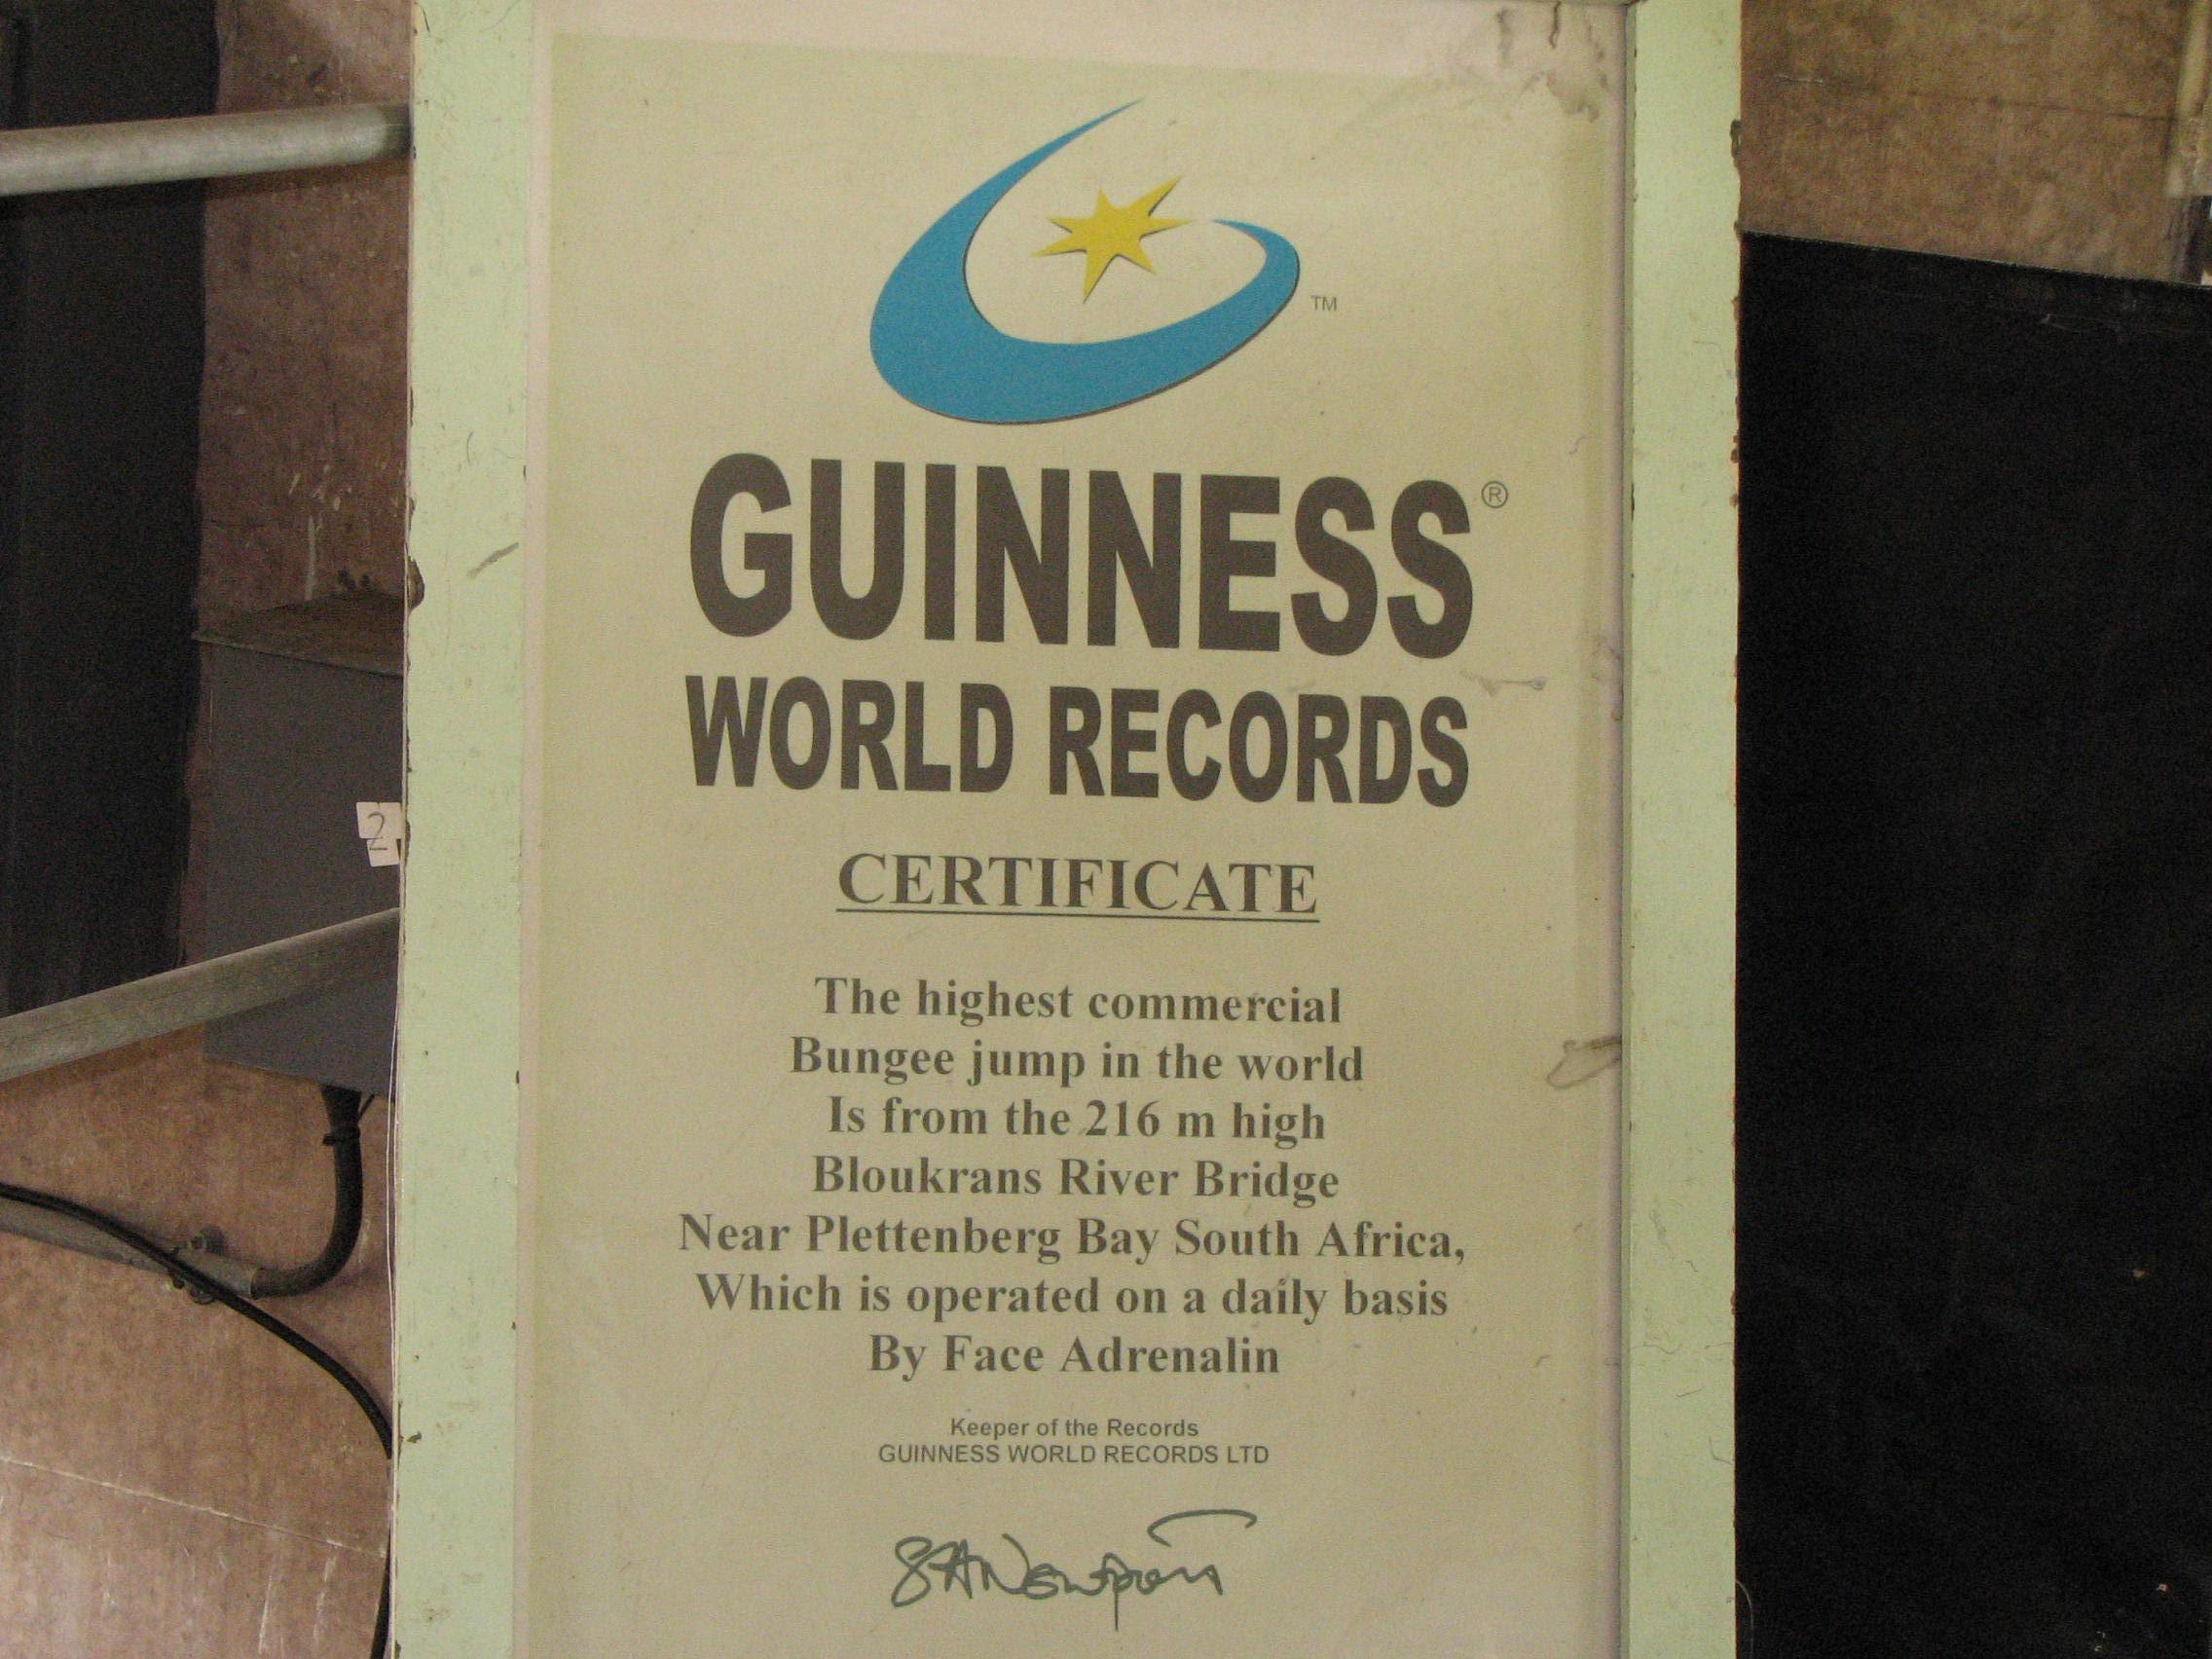 TM
GUINNESS®
WORLD RECORDS
CERTIFICATE
The highest commercial
Bungee jump in the world
Is from the 216 m high
Bloukrans River Bridge
Near Plettenberg Bay South Africa,
Which is operated on a daily basis
By Face Adrenalin
Keeper of the Records
GUINNESS WORLD RECORDS LTD
2